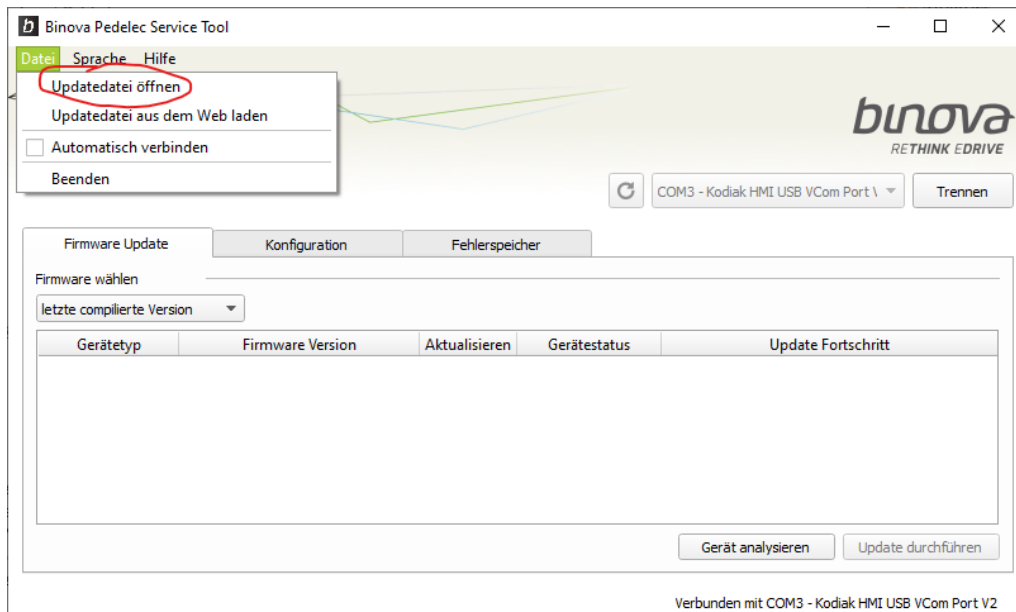 Binova Pedelec Service Tool
Datei Sprache Hilfe
Updatedatei öffnen
Updatedatei aus dem Web laden
Automatisch verbinden
Beenden
binova
RETHINK EDRIVE
COM3 - Kodiak HMI USB VCom Port \ Trennen
Firmware Update Konfiguration Fehlerspeicher
Firmware wählen
letzte compilierte Version
Gerätetyp Firmware Version Aktualisieren Gerätestatus Update Fortschritt
Gerät analysieren Update durchführen
Verbunden mit COM3 - Kodiak HMI USB VCom Port V2